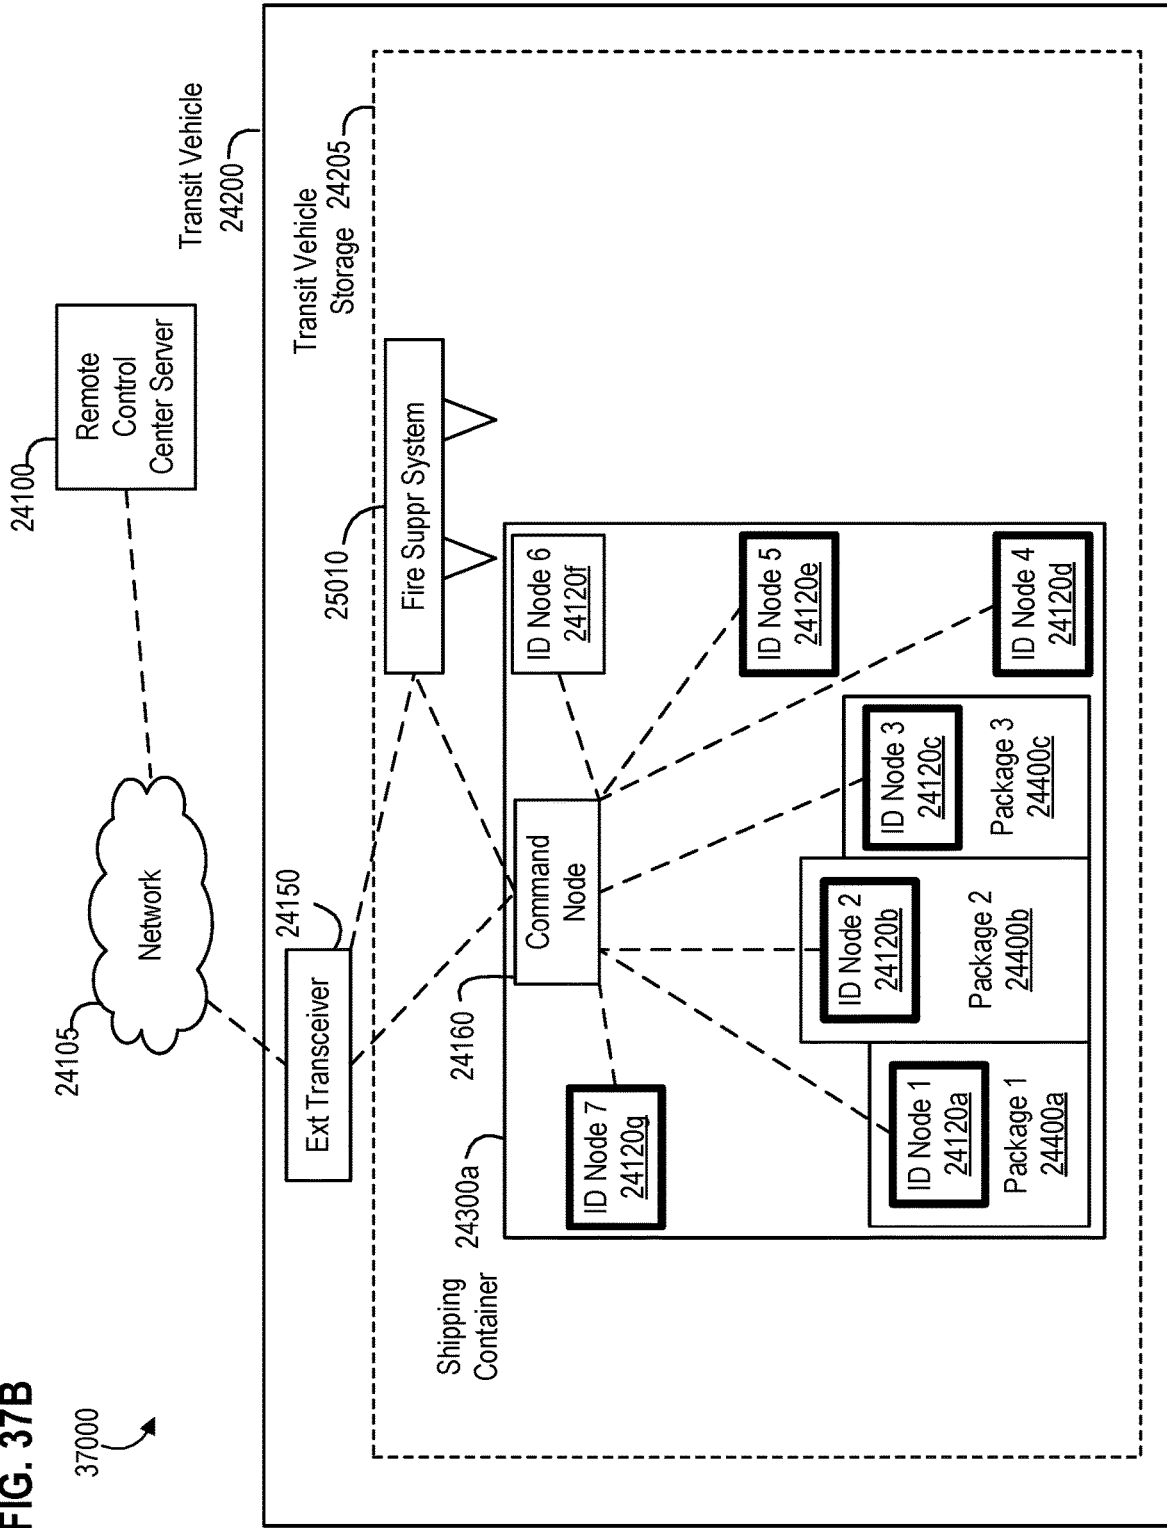 FIG. 37B
37000
24105
Network
24100
Remote
Control
Center Server
Transit Vehicle
24200
Ext Transceiver
24150
Transit Vehicle
Storage 24205
25010
Fire Suppr System
Shipping
Container
24300a
24160
Command
Node
ID Node 6
24120f
ID Node 7
24120g
ID Node 5
24120e
ID Node 1
24120a
Package 1
24400a
ID Node 2
24120b
Package 2
24400b
ID Node 3
24120c
Package 3
24400c
ID Node 4
24120d